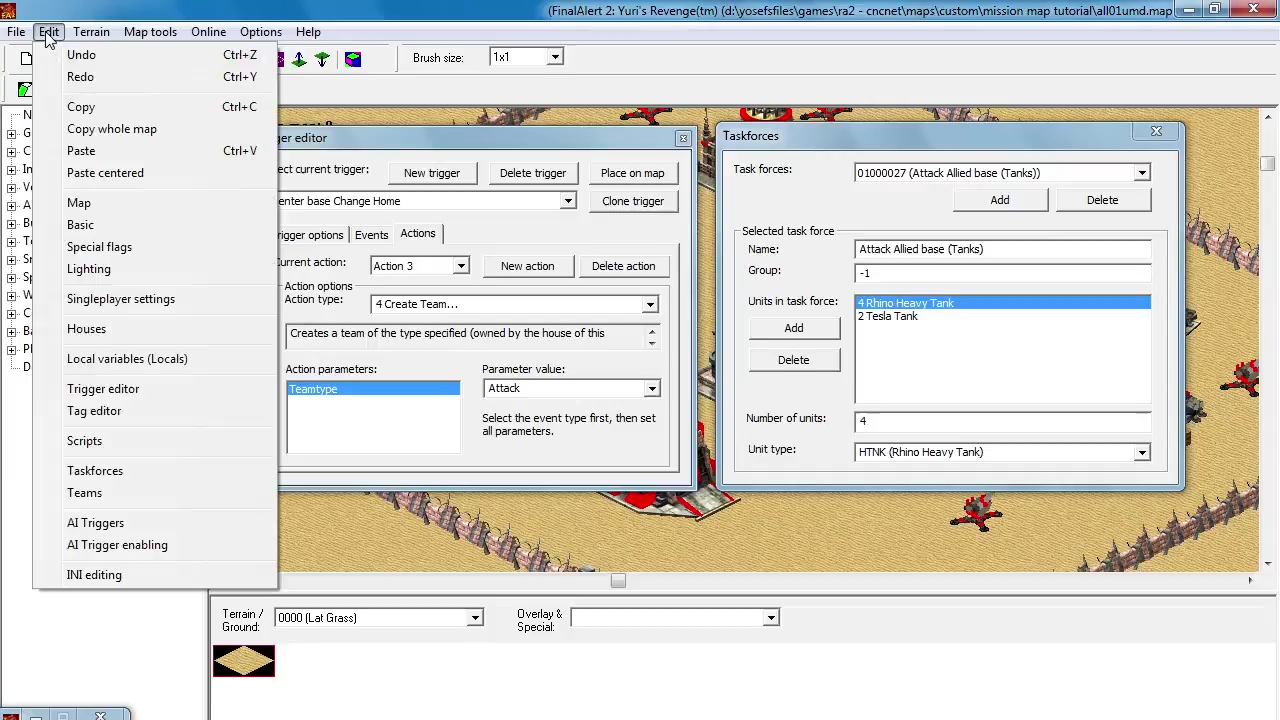 (FinalAlert 2: Yuri's Revenge(tm) (d:\yosefsfiles\games\ra2 - cncnet\maps\custom\mission map tutorial\all01umd.map
File Edit Terrain Map tools Online Options Help
Brush size: 1x1
Undo Ctrl+Z
Redo Ctrl+Y
Copy Ctrl+C
Copy whole map
Paste Ctrl+V
Paste centered
Map
Basic
Special flags
Lighting
Singleplayer settings
Houses
Local variables (Locals)
Trigger editor
Tag editor
Scripts
Taskforces
Teams
AI Triggers
AI Trigger enabling
INI editing
ger editor
ect current trigger: New trigger Delete trigger Place on map
enter base Change Home Clone trigger
rigger options Events Actions
urrent action: Action 3 New action Delete action
Action options
Action type: 4 Create Team...
Creates a team of the type specified (owned by the house of this
Action parameters: Parameter value:
Teamtype Attack
Select the event type first, then set
all parameters.
Taskforces
Task forces: 01000027 (Attack Allied base (Tanks))
Add Delete
Selected task force
Name: Attack Allied base (Tanks)
Group: -1
Units in task force: 4 Rhino Heavy Tank
2 Tesla Tank
Add
Delete
Number of units: 4
Unit type: HTNK (Rhino Heavy Tank)
Terrain / Ground: 0000 (Lat Grass) Overlay & Special: